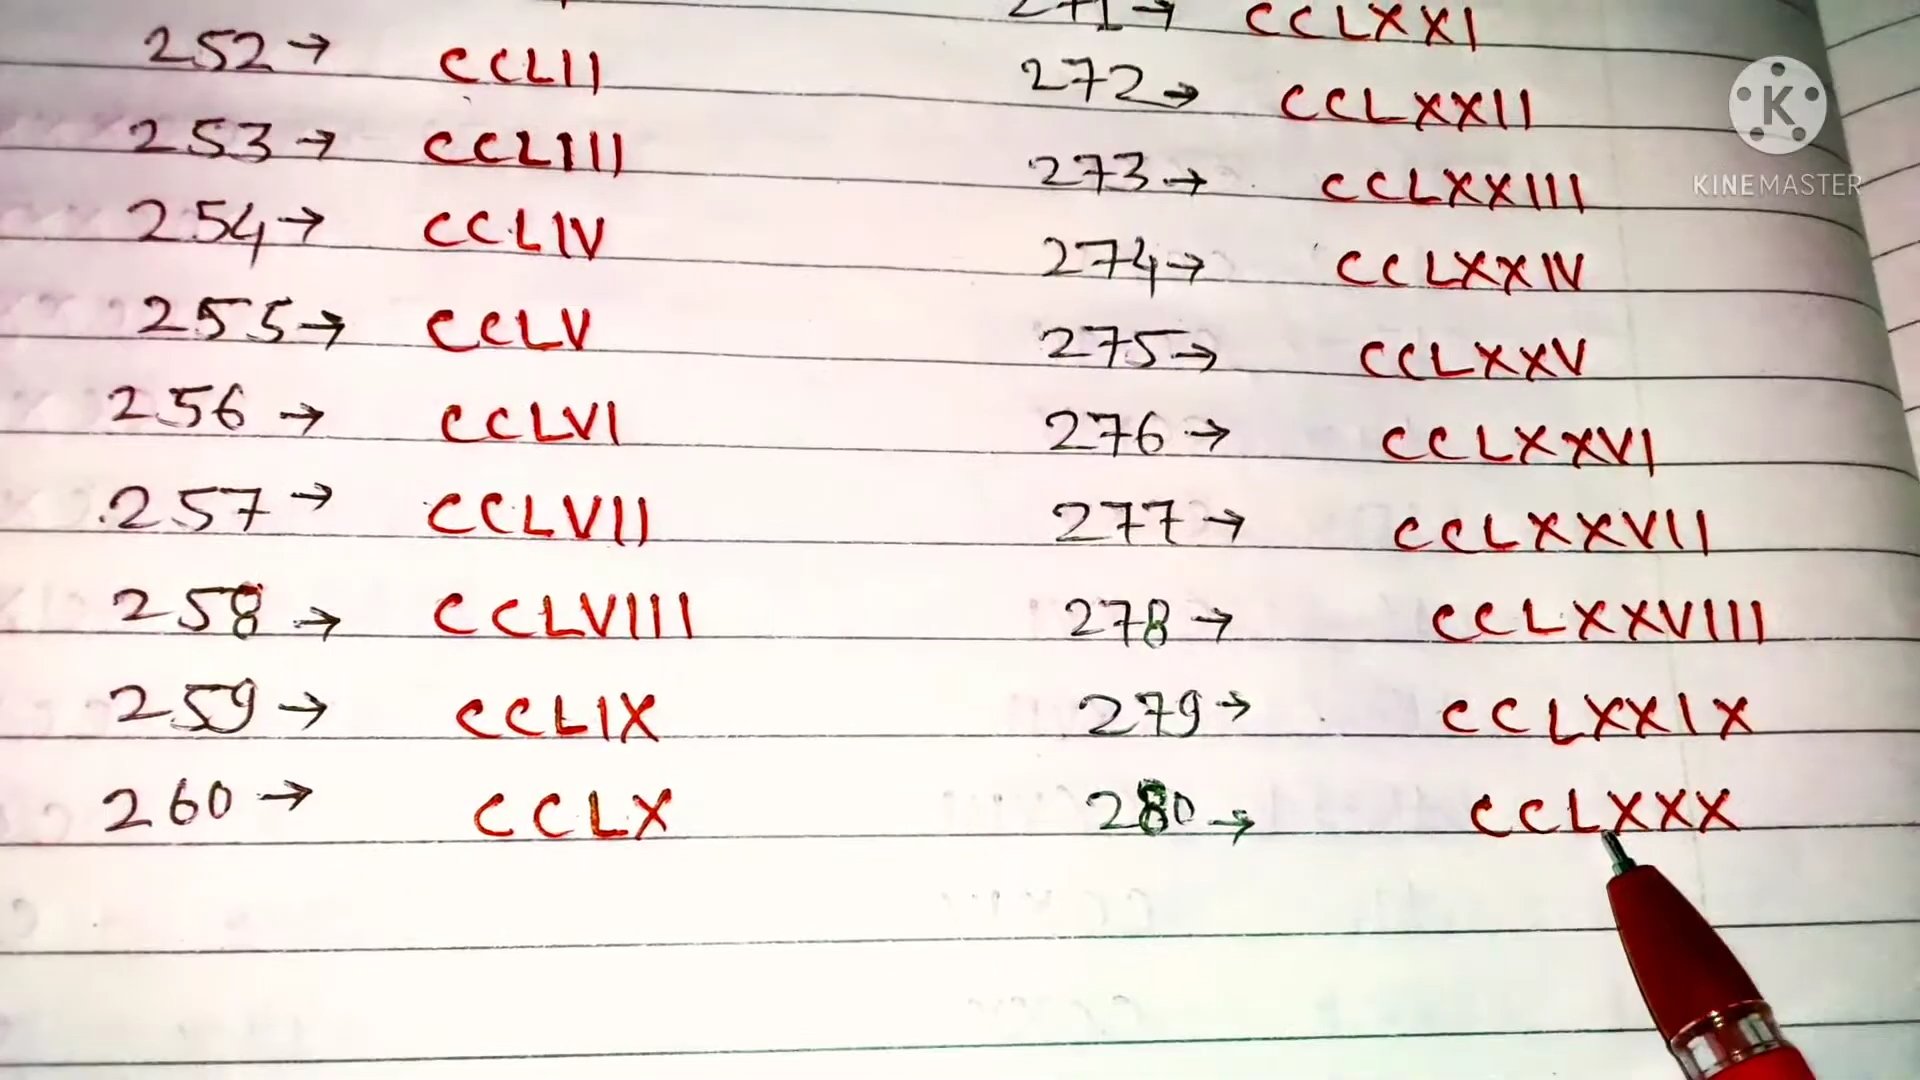 271→ CCLXXI
252→ CCLII
272→ CCLXXII
253→ CCLIII
273→ CCLXXIII
254→ CCLIV
274→ CCLXXIV
255→ CCLV
275→ CCLXXV
256→ CCLVI
276→ CCLXXVI
257→ CCLVII
277→ CCLXXVII
258→ CCLVIII
278→ CCLXXVIII
259→ CCLIX
279→ CCLXXIX
260→ CCLX
280→ CCLXXX
K
KINEMASTER